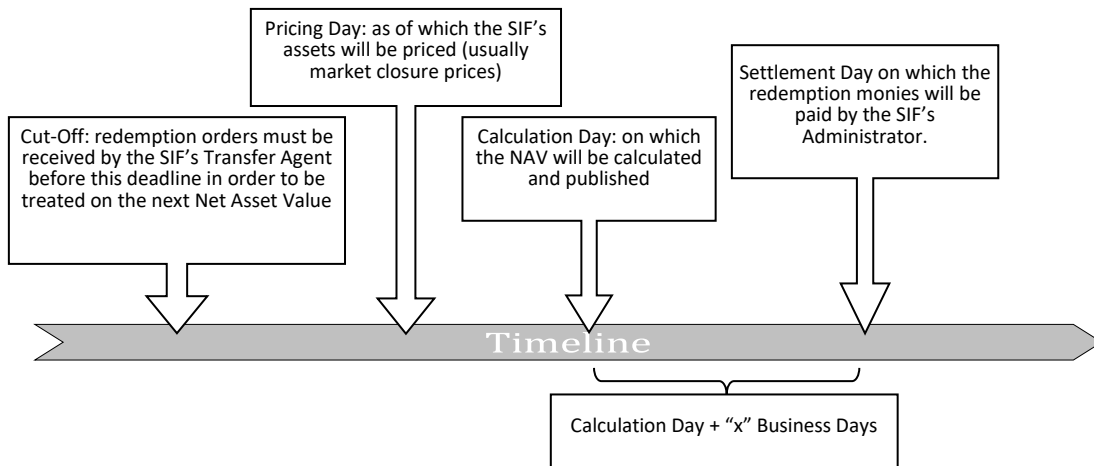 Pricing Day: as of which the SIF's
assets will be priced (usually
market closure prices)
Settlement Day on which the
redemption monies will be
paid by the SIF's
Administrator.
Cut-Off: redemption orders must be
received by the SIF's Transfer Agent
before this deadline in order to be
treated on the next Net Asset Value
Calculation Day: on which
the NAV will be calculated
and published
Timeline
Calculation Day + “x” Business Days